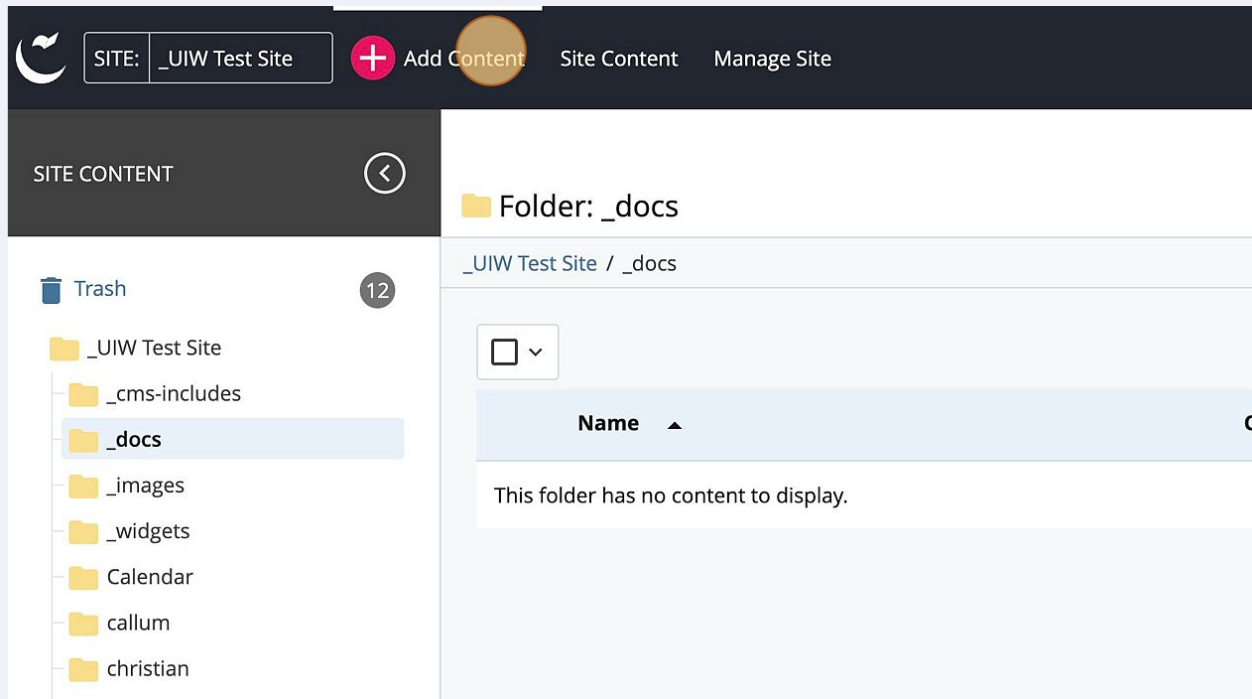 SITE: _UIW Test Site Add Content Site Content Manage Site
SITE CONTENT
Folder: _docs
_UIW Test Site / _docs
Trash 12
_UIW Test Site
_cms-includes
_docs
_images
_widgets
Calendar
callum
christian
Name
This folder has no content to display.